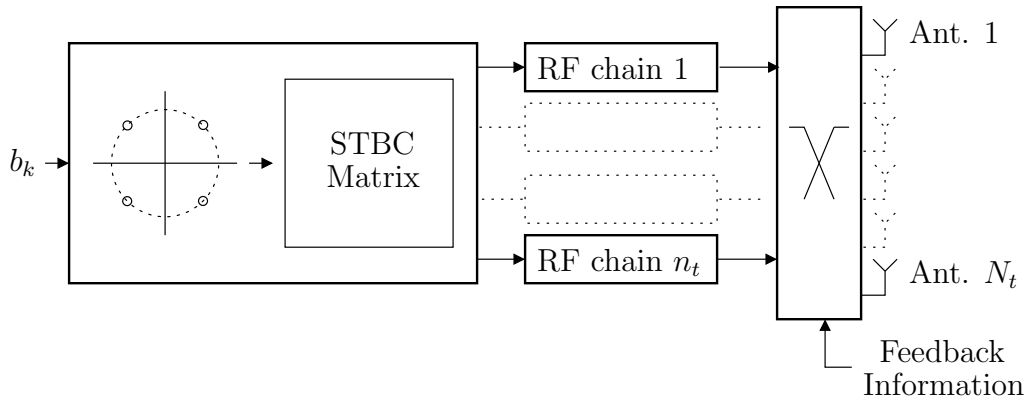 Ant. 1
RF chain 1
STBC
Matrix
b_k
RF chain n_t
Ant. N_t
Feedback
Information